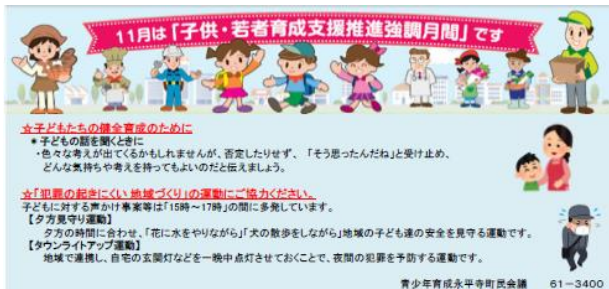 11月は「子供・若者育成支援推進強調月間」です
☆子どもたちの健全育成のために
＊子どもの話を聞くときに
・色々な考えが出てくるかもしれませんが、否定したりせず、「そう思ったんだね」と受け止め、
どんな気持ちや考えを持ってもよいのだと伝えましょう。
☆「犯罪の起きにくい地域づくり」の運動にご協力ください。
子どもに対する声かけ事案等は「15時～17時」の間に多発しています。
【夕方見守り運動】
夕方の時間に合わせ、「花に水をやりながら」「犬の散歩をしながら」地域の子ども達の安全を見守る運動です。
【タウンライトアップ運動】
地域で連携し、自宅の玄関灯などを一晩中点灯させておくことで、夜間の犯罪を予防する運動です。
青少年育成永平寺町民会議　61－3400